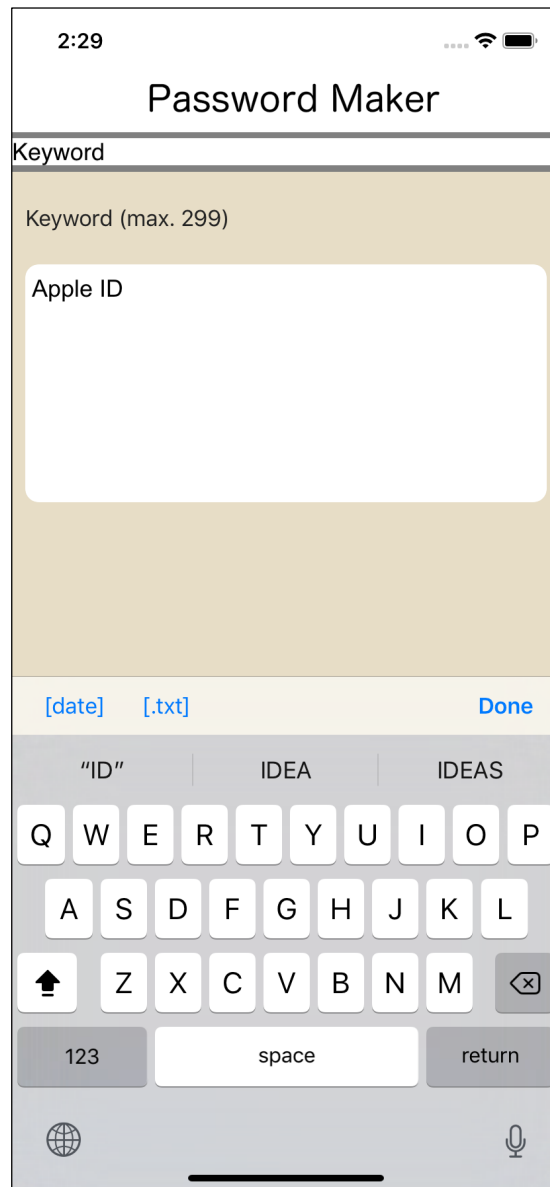 2:29
Password Maker
Keyword
Keyword (max. 299)
Apple ID
[date] [.txt] Done
“ID” IDEA IDEAS
Q W E R T Y U I O P
A S D F G H J K L
Z X C V B N M
123 space return